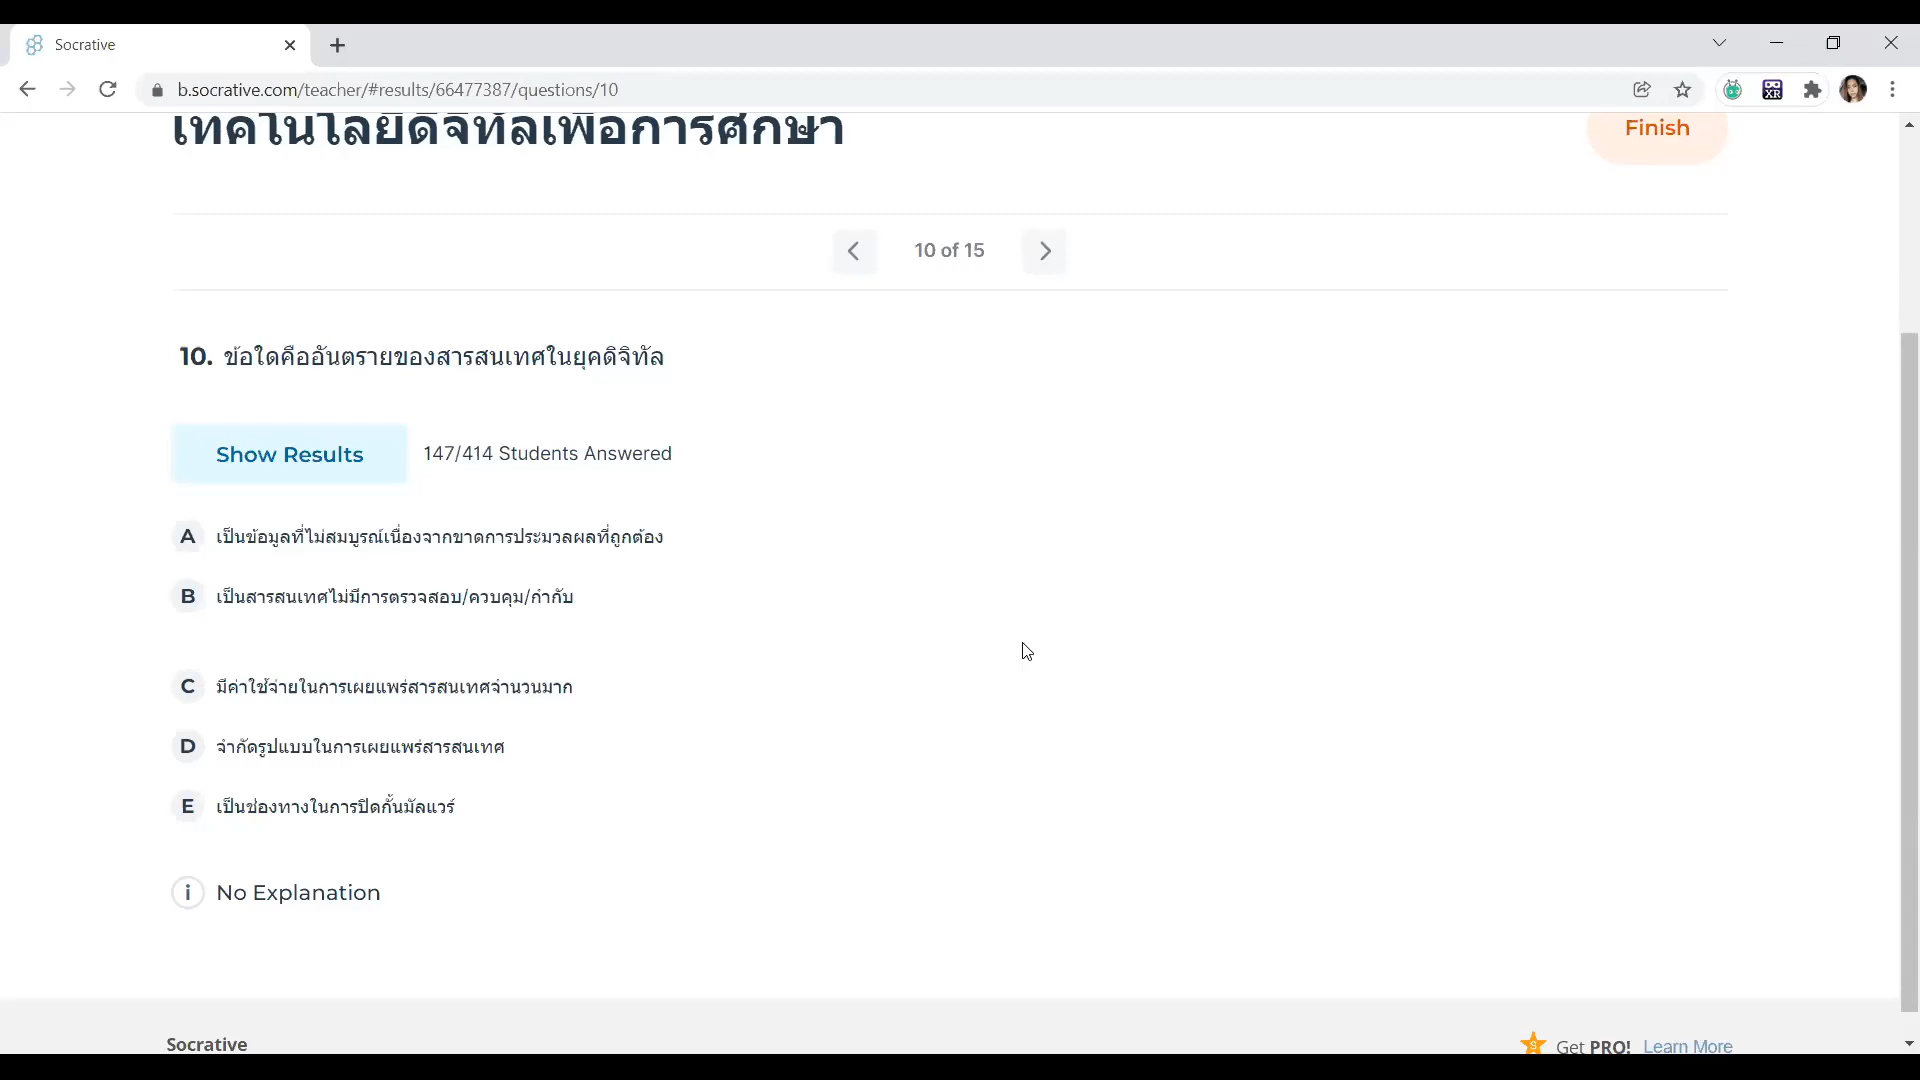 Socrative
b.socrative.com/teacher/#results/66477387/questions/10
เทคโนโลยีดิจิทัลเพื่อการศึกษา
Finish
10 of 15
10. ข้อใดคืออันตรายของสารสนเทศในยุคดิจิทัล
Show Results 147/414 Students Answered
A เป็นข้อมูลที่ไม่สมบูรณ์เนื่องจากขาดการประมวลผลที่ถูกต้อง
B เป็นสารสนเทศไม่มีการตรวจสอบ/ควบคุม/กำกับ
C มีค่าใช้จ่ายในการเผยแพร่สารสนเทศจำนวนมาก
D จำกัดรูปแบบในการเผยแพร่สารสนเทศ
E เป็นช่องทางในการปิดกั้นมัลแวร์
i No Explanation
Socrative
Get PRO! Learn More
XR